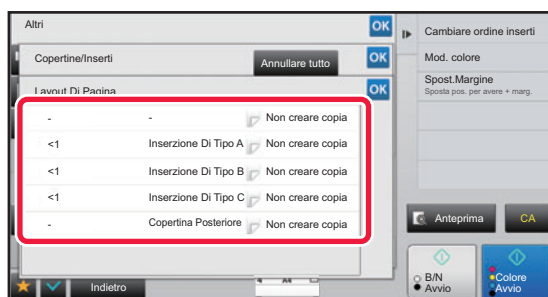 Altri
OK
Copertine/Inserti
Annullare tutto
OK
Layout Di Pagina
OK
- - Non creare copia
<1 Inserzione Di Tipo A Non creare copia
<1 Inserzione Di Tipo B Non creare copia
<1 Inserzione Di Tipo C Non creare copia
- Copertina Posteriore Non creare copia
Indietro
Cambiare ordine inserti
Mod. colore
Spost.Margine
Sposta pos. per avere + marg.
Anteprima
CA
B/N
Avvio
Colore
Avvio